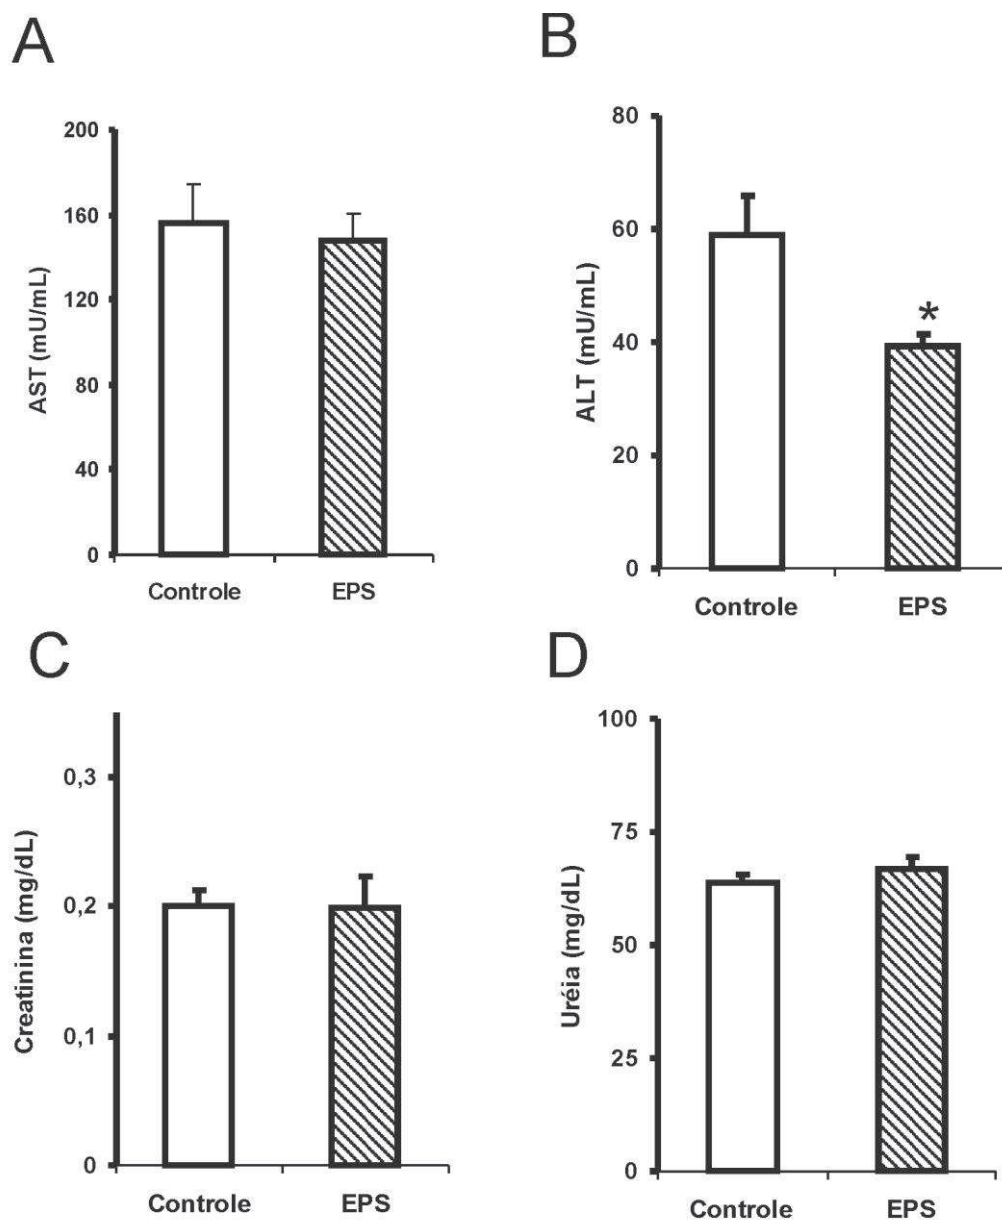 A
AST (mU/mL)
200
160
120
80
40
0
Controle EPS
B
ALT (mU/mL)
80
60
40
20
0
*
Controle EPS
C
Creatinina (mg/dL)
0,3
0,2
0,1
0
Controle EPS
D
Uréia (mg/dL)
100
75
50
25
0
Controle EPS